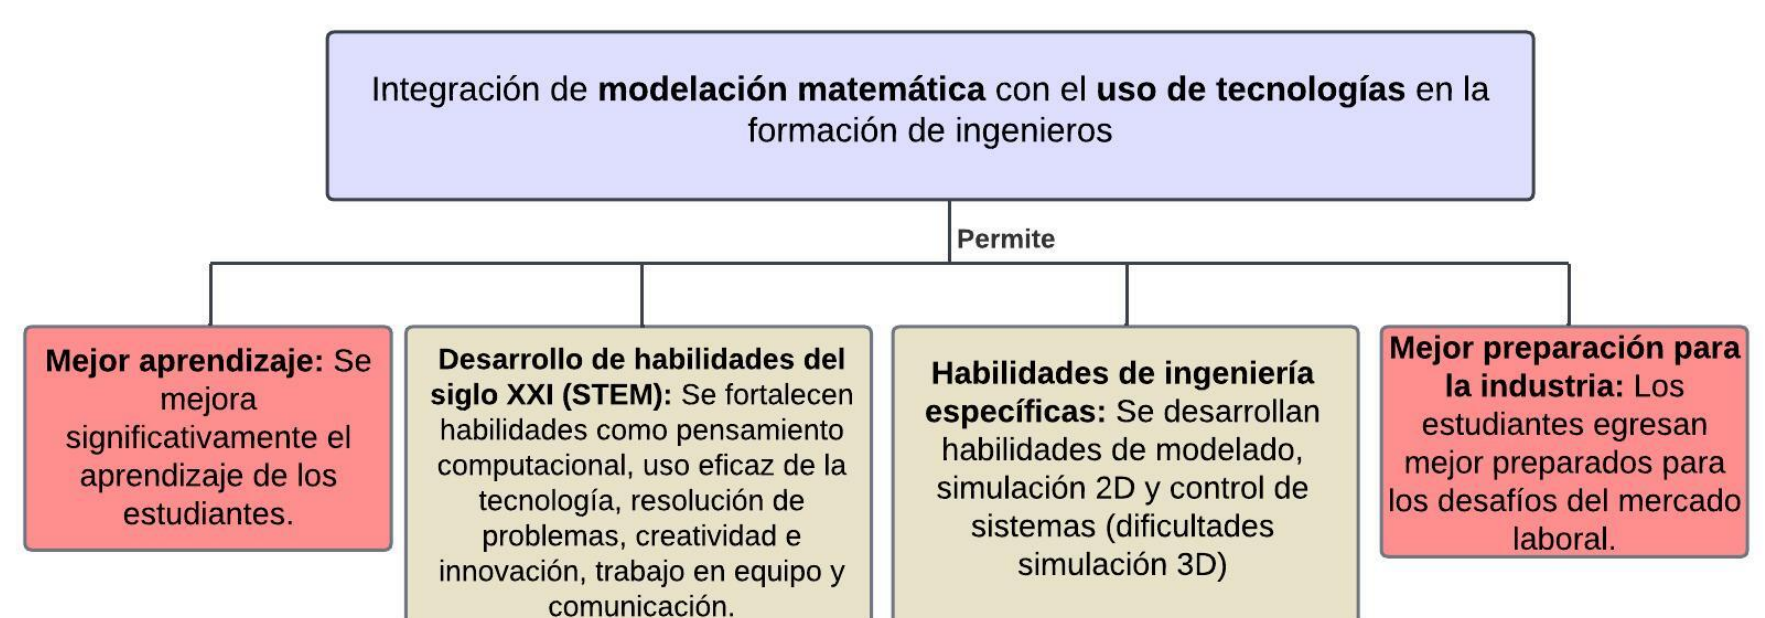 Integración de modelación matemática con el uso de tecnologías en la
formación de ingenieros
Permite
Mejor aprendizaje: Se
mejora
significativamente el
aprendizaje de los
estudiantes.
Desarrollo de habilidades del
siglo XXI (STEM): Se fortalecen
habilidades como pensamiento
computacional, uso eficaz de la
tecnología, resolución de
problemas, creatividad e
innovación, trabajo en equipo y
comunicación.
Habilidades de ingeniería
específicas: Se desarrollan
habilidades de modelado,
simulación 2D y control de
sistemas (dificultades
simulación 3D)
Mejor preparación para
la industria: Los
estudiantes egresan
mejor preparados para
los desafíos del mercado
laboral.